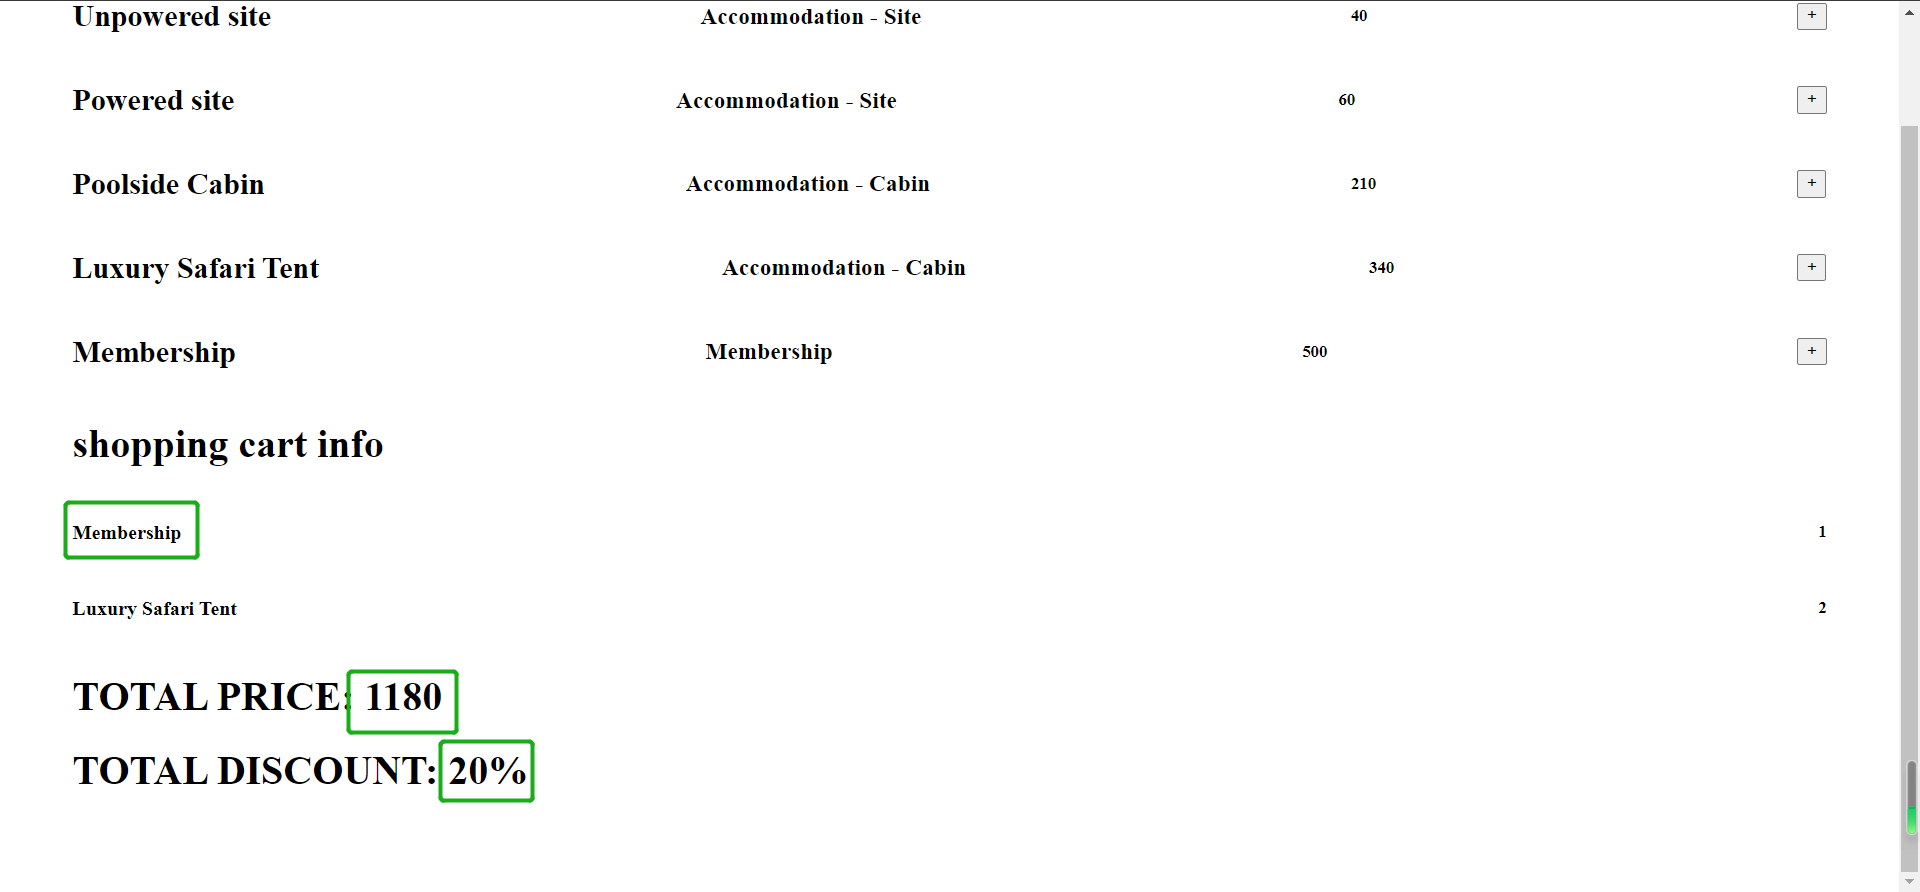 Unpowered site Accommodation - Site 40 +
Powered site Accommodation - Site 60 +
Poolside Cabin Accommodation - Cabin 210 +
Luxury Safari Tent Accommodation - Cabin 340 +
Membership Membership 500 +
shopping cart info
Membership 1
Luxury Safari Tent 2
TOTAL PRICE: 1180
TOTAL DISCOUNT: 20%